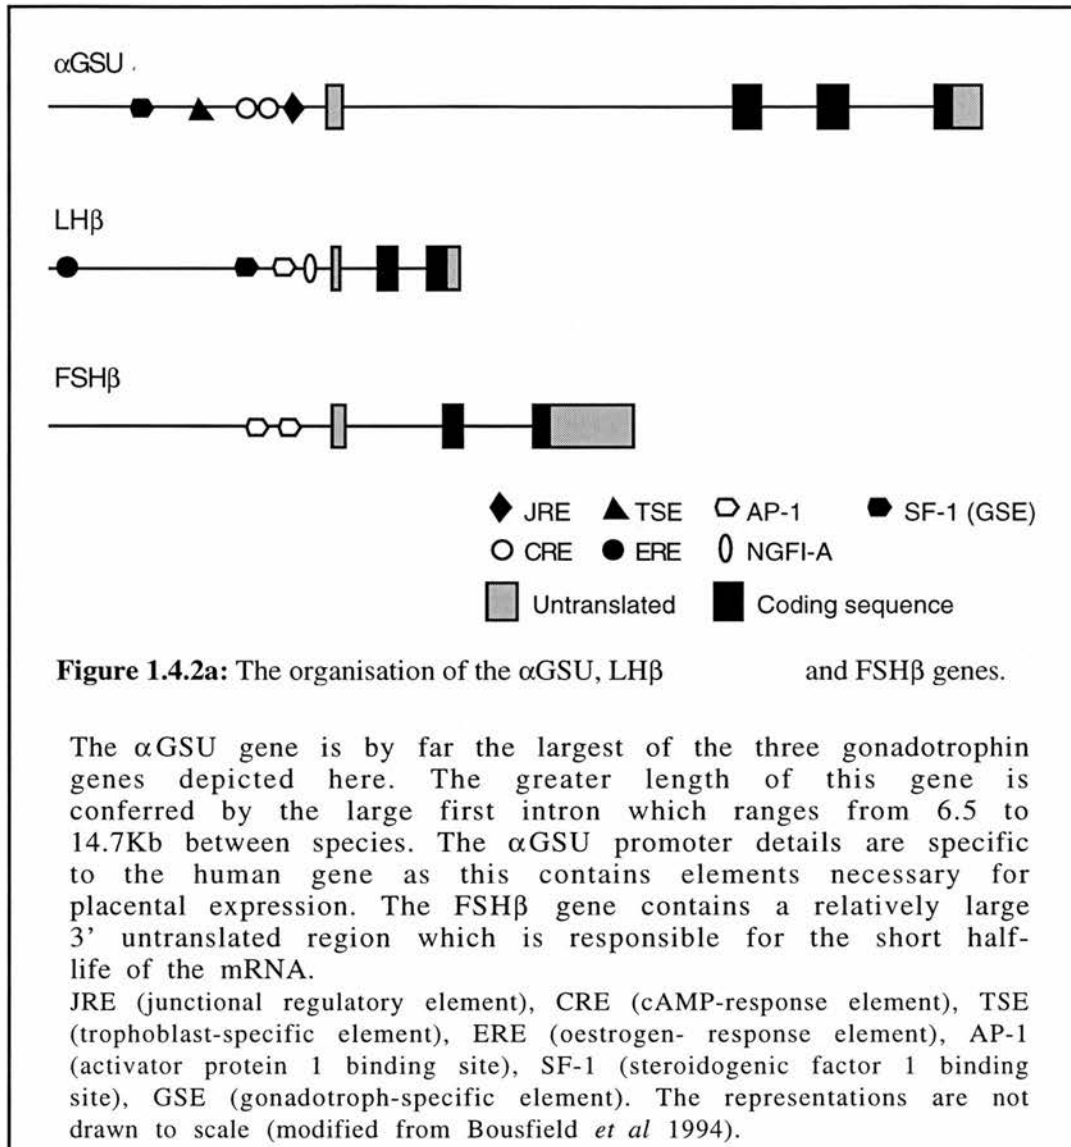 αGSU .
LHβ
FSHβ
JRE TSE AP-1 SF-1 (GSE)
CRE ERE NGFI-A
Untranslated Coding sequence
Figure 1.4.2a: The organisation of the αGSU, LHβ and FSHβ genes.
The αGSU gene is by far the largest of the three gonadotrophin
genes depicted here. The greater length of this gene is
conferred by the large first intron which ranges from 6.5 to
14.7Kb between species. The αGSU promoter details are specific
to the human gene as this contains elements necessary for
placental expression. The FSHβ gene contains a relatively large
3' untranslated region which is responsible for the short half-
life of the mRNA.
JRE (junctional regulatory element), CRE (cAMP-response element), TSE
(trophoblast-specific element), ERE (oestrogen- response element), AP-1
(activator protein 1 binding site), SF-1 (steroidogenic factor 1 binding
site), GSE (gonadotroph-specific element). The representations are not
drawn to scale (modified from Bousfield et al 1994).